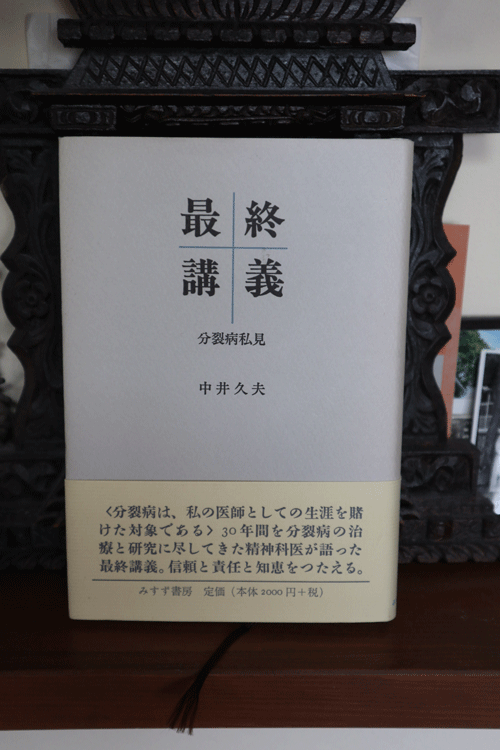 最終
講義
分裂病私見
中井久夫
〈分裂病は、私の医師としての生涯を賭
けた対象である〉30年間を分裂病の治
療と研究に尽してきた精神科医が語った
最終講義。信頼と責任と知恵をつたえる。
みすず書房 定価（本体2000円＋税）